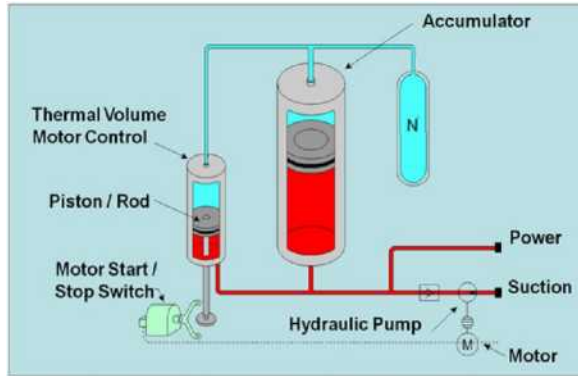 Accumulator
Thermal Volume
Motor Control
N
Piston / Rod
Power
Motor Start /
Stop Switch
Suction
Hydraulic Pump
M
Motor